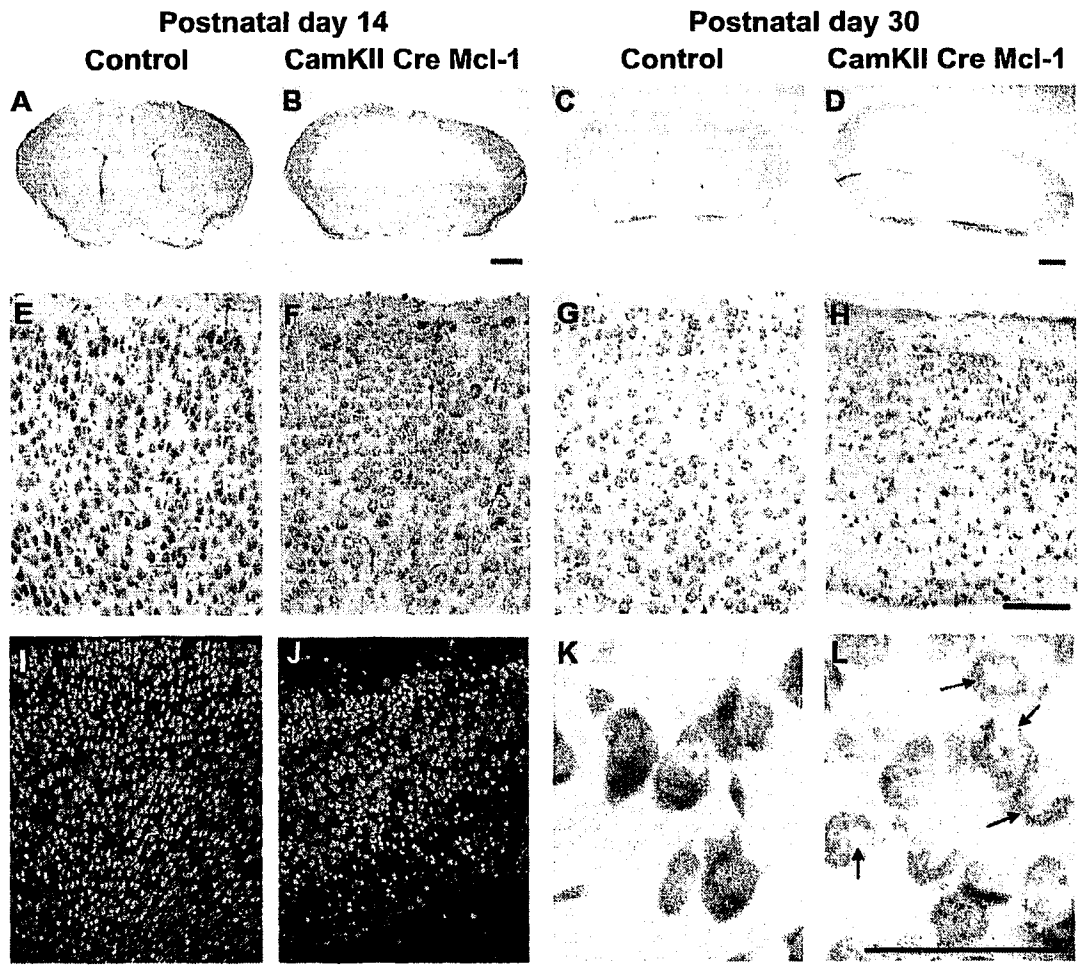 Postnatal day 14 Postnatal day 30
Control CamKII Cre Mcl-1 Control CamKII Cre Mcl-1
A B C D
E F G H
I J K L